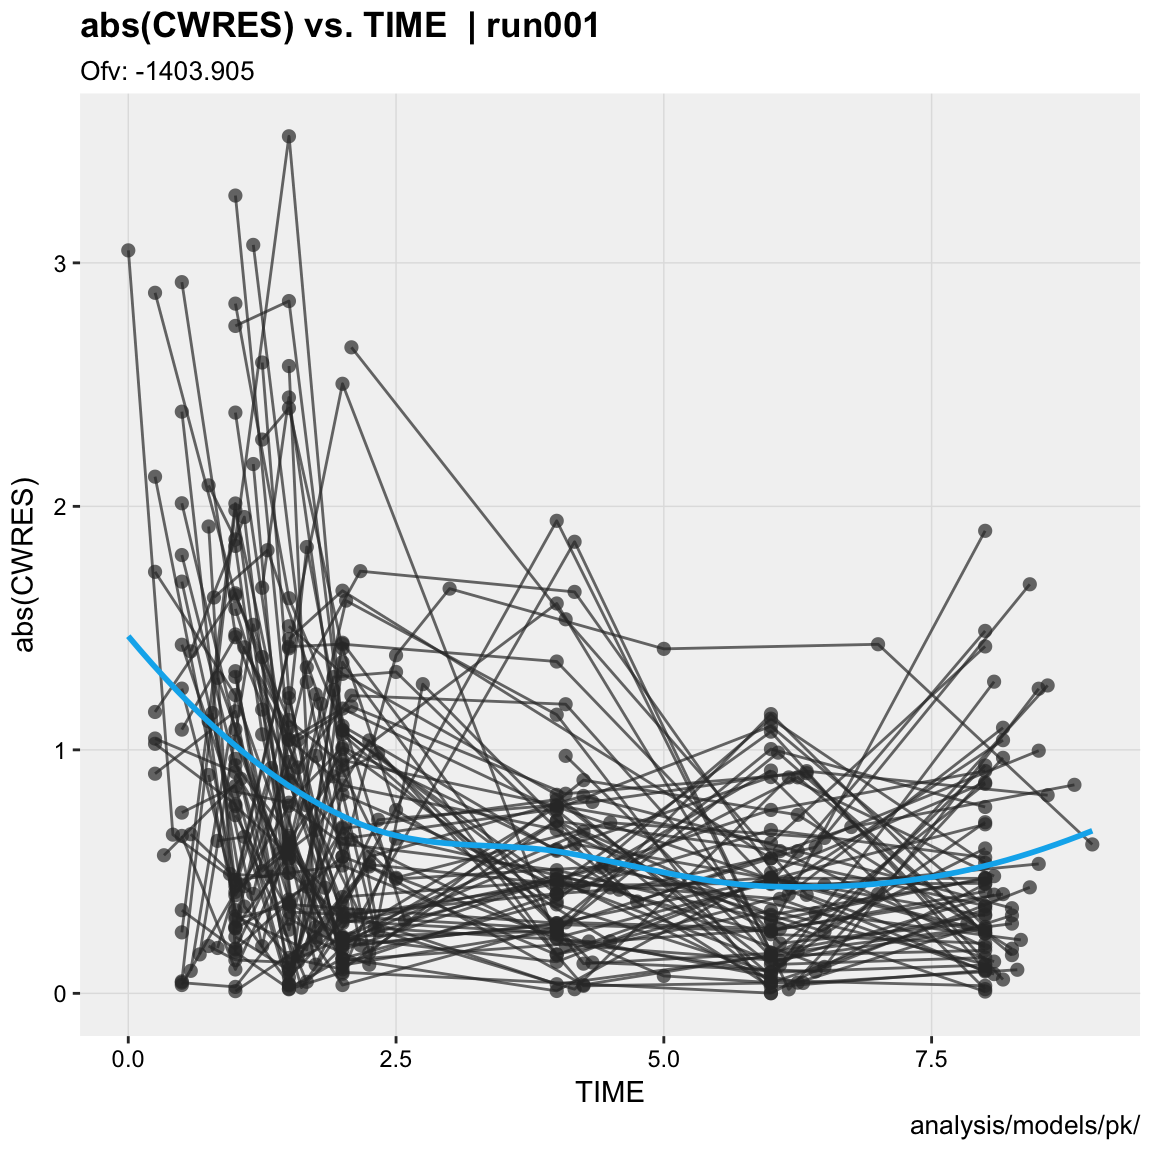 abs(CWRES) vs. TIME | run001
Ofv: -1403.905
abs(CWRES)
3
2
1
0
0.0 2.5 5.0 7.5
TIME
analysis/models/pk/